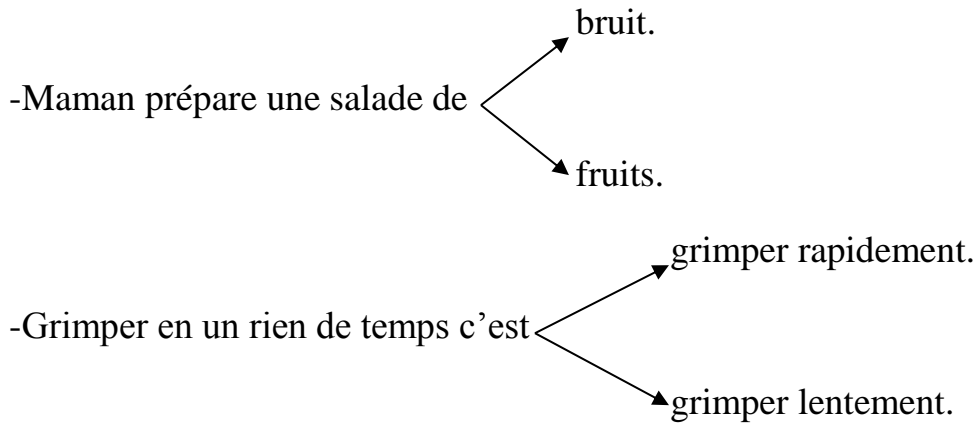 bruit.
-Maman prépare une salade de
fruits.
grimper rapidement.
-Grimper en un rien de temps c’est
grimper lentement.